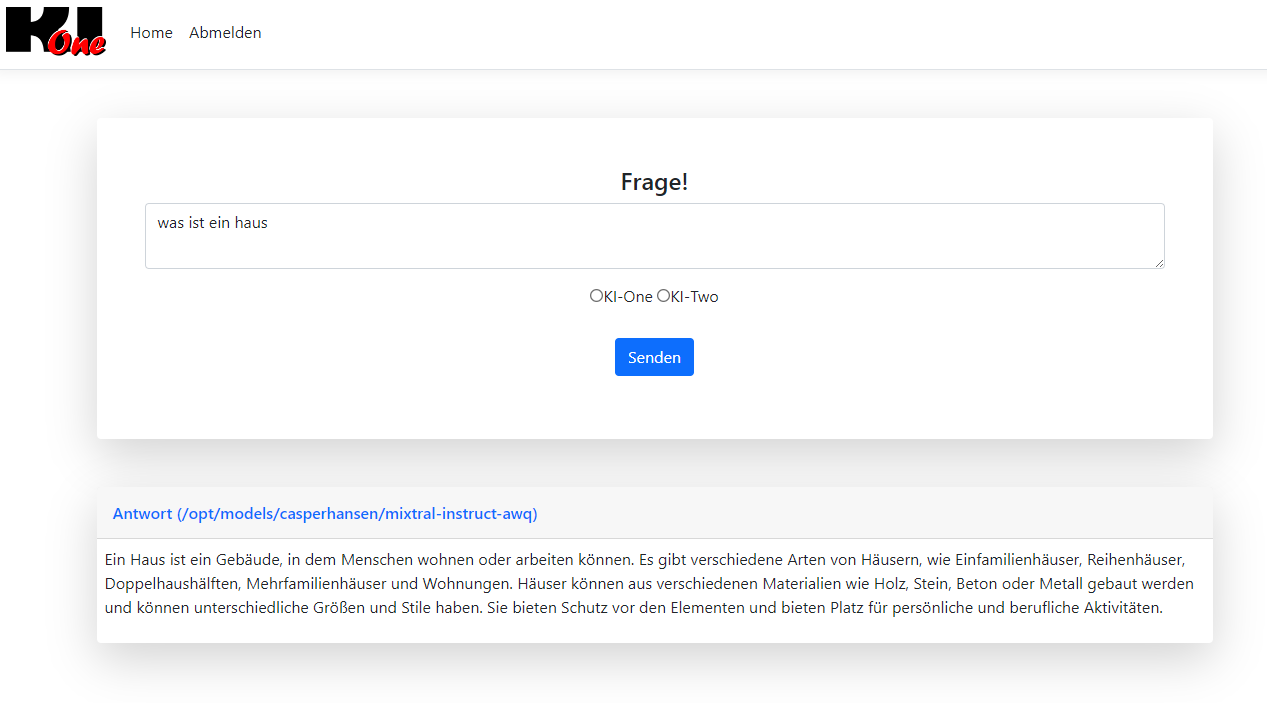 KI One
Home Abmelden
Frage!
was ist ein haus
KI-One KI-Two
Senden
Antwort (/opt/models/casperhansen/mixtral-instruct-awq)
Ein Haus ist ein Gebäude, in dem Menschen wohnen oder arbeiten können. Es gibt verschiedene Arten von Häusern, wie Einfamilienhäuser, Reihenhäuser,
Doppelhaushälften, Mehrfamilienhäuser und Wohnungen. Häuser können aus verschiedenen Materialien wie Holz, Stein, Beton oder Metall gebaut werden
und können unterschiedliche Größen und Stile haben. Sie bieten Schutz vor den Elementen und bieten Platz für persönliche und berufliche Aktivitäten.